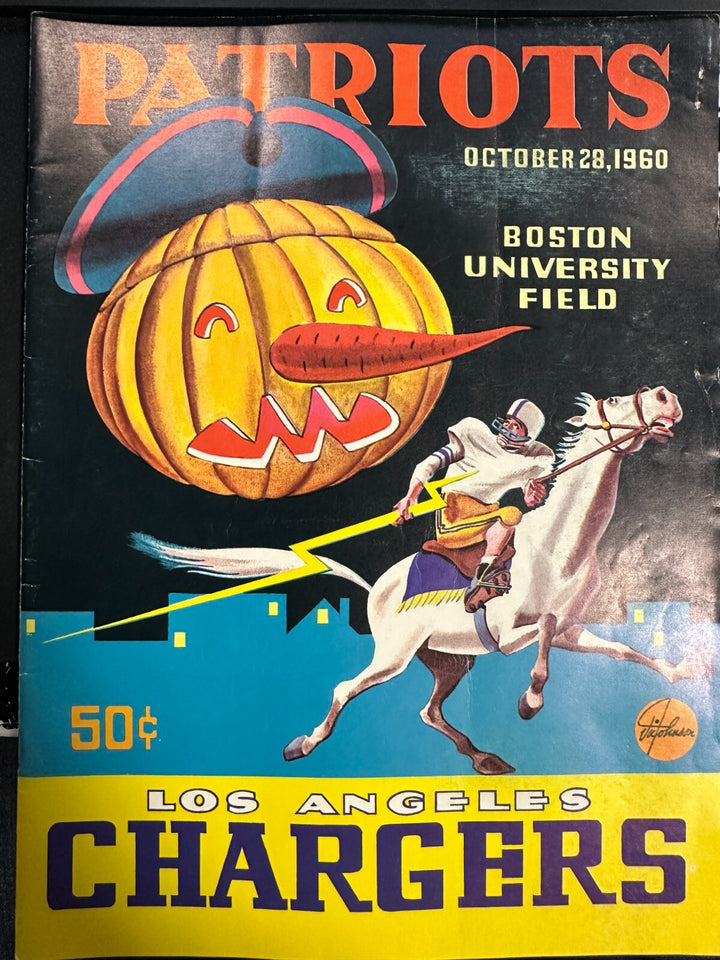 PATRIOTS
OCTOBER 28, 1960
BOSTON
UNIVERSITY
FIELD
50¢
LOS ANGELES
CHARGERS